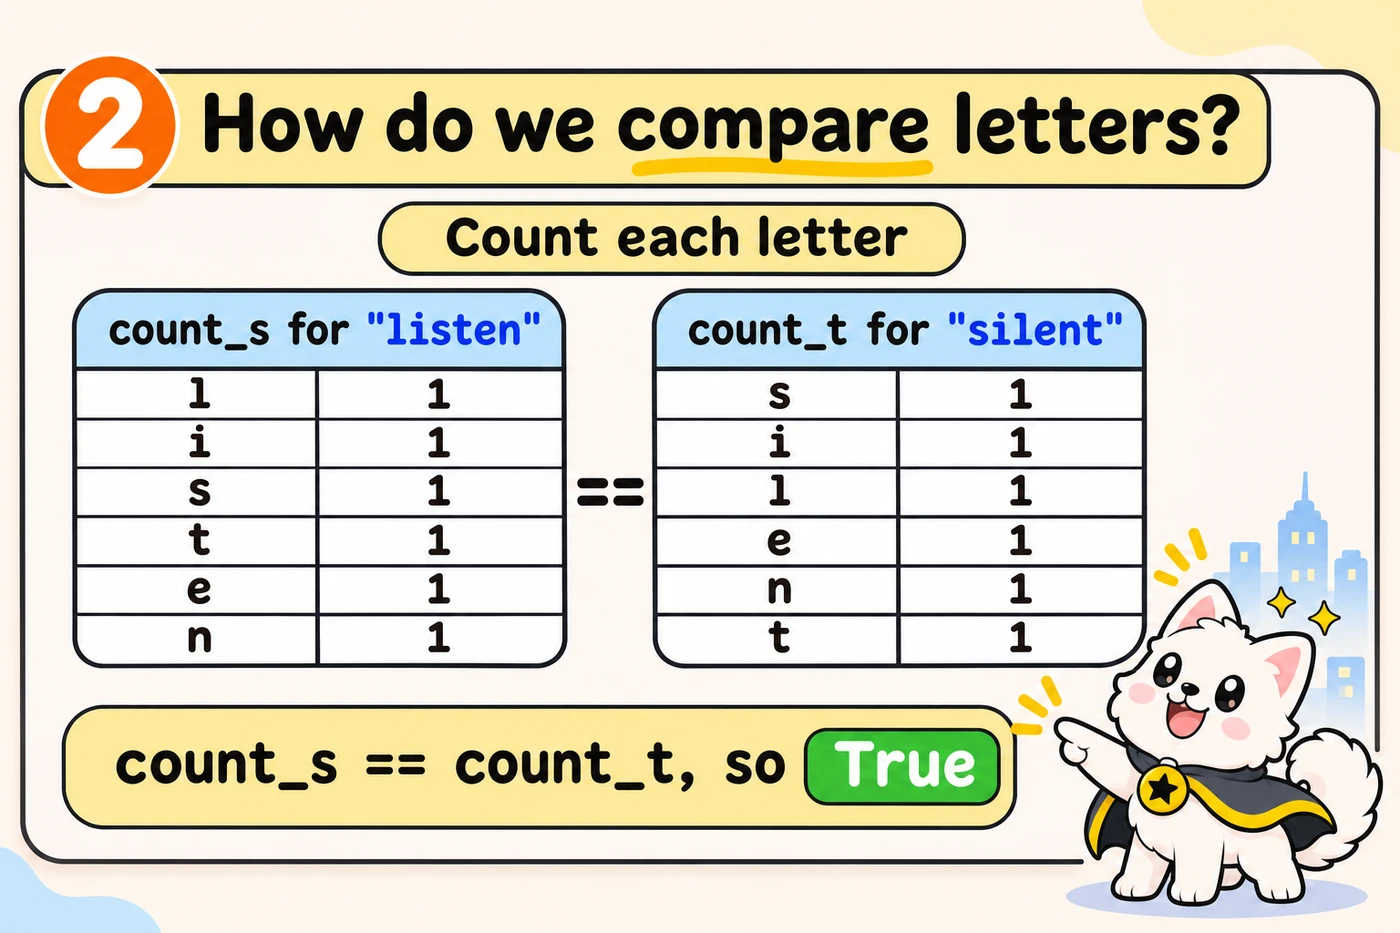 2
How do we compare letters?
Count each letter
count_s for "listen"
l 1
i 1
s 1
t 1
e 1
n 1
==
count_t for "silent"
s 1
i 1
l 1
e 1
n 1
t 1
count_s == count_t, so True